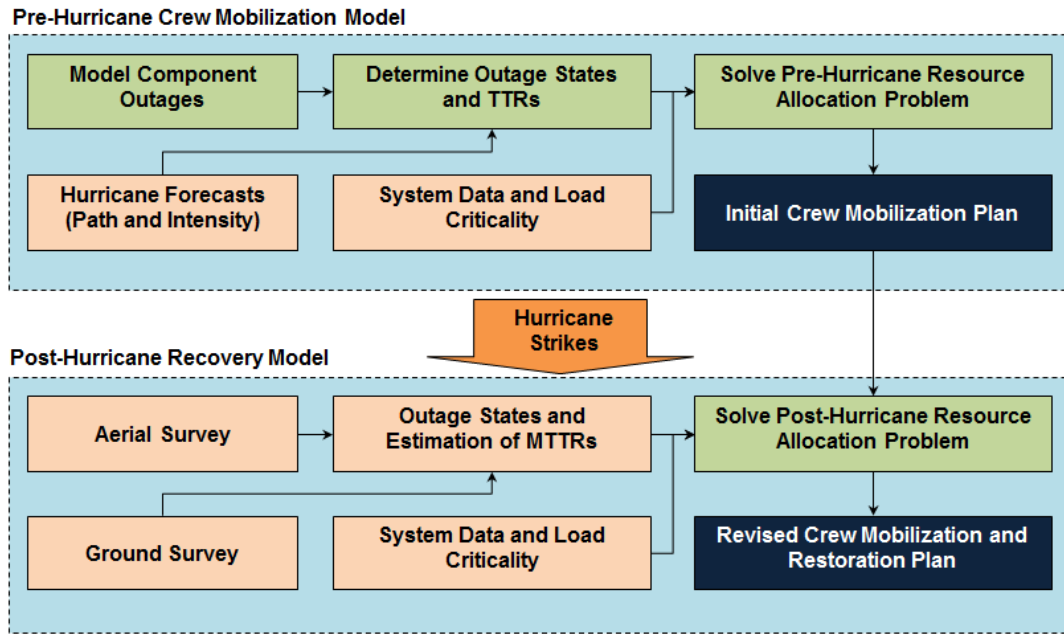 Pre-Hurricane Crew Mobilization Model
Model Component
Outages
Determine Outage States
and TTRs
Solve Pre-Hurricane Resource
Allocation Problem
Hurricane Forecasts
(Path and Intensity)
System Data and Load
Criticality
Initial Crew Mobilization Plan
Hurricane
Strikes
Post-Hurricane Recovery Model
Aerial Survey
Outage States and
Estimation of MTTRs
Solve Post-Hurricane Resource
Allocation Problem
Ground Survey
System Data and Load
Criticality
Revised Crew Mobilization and
Restoration Plan